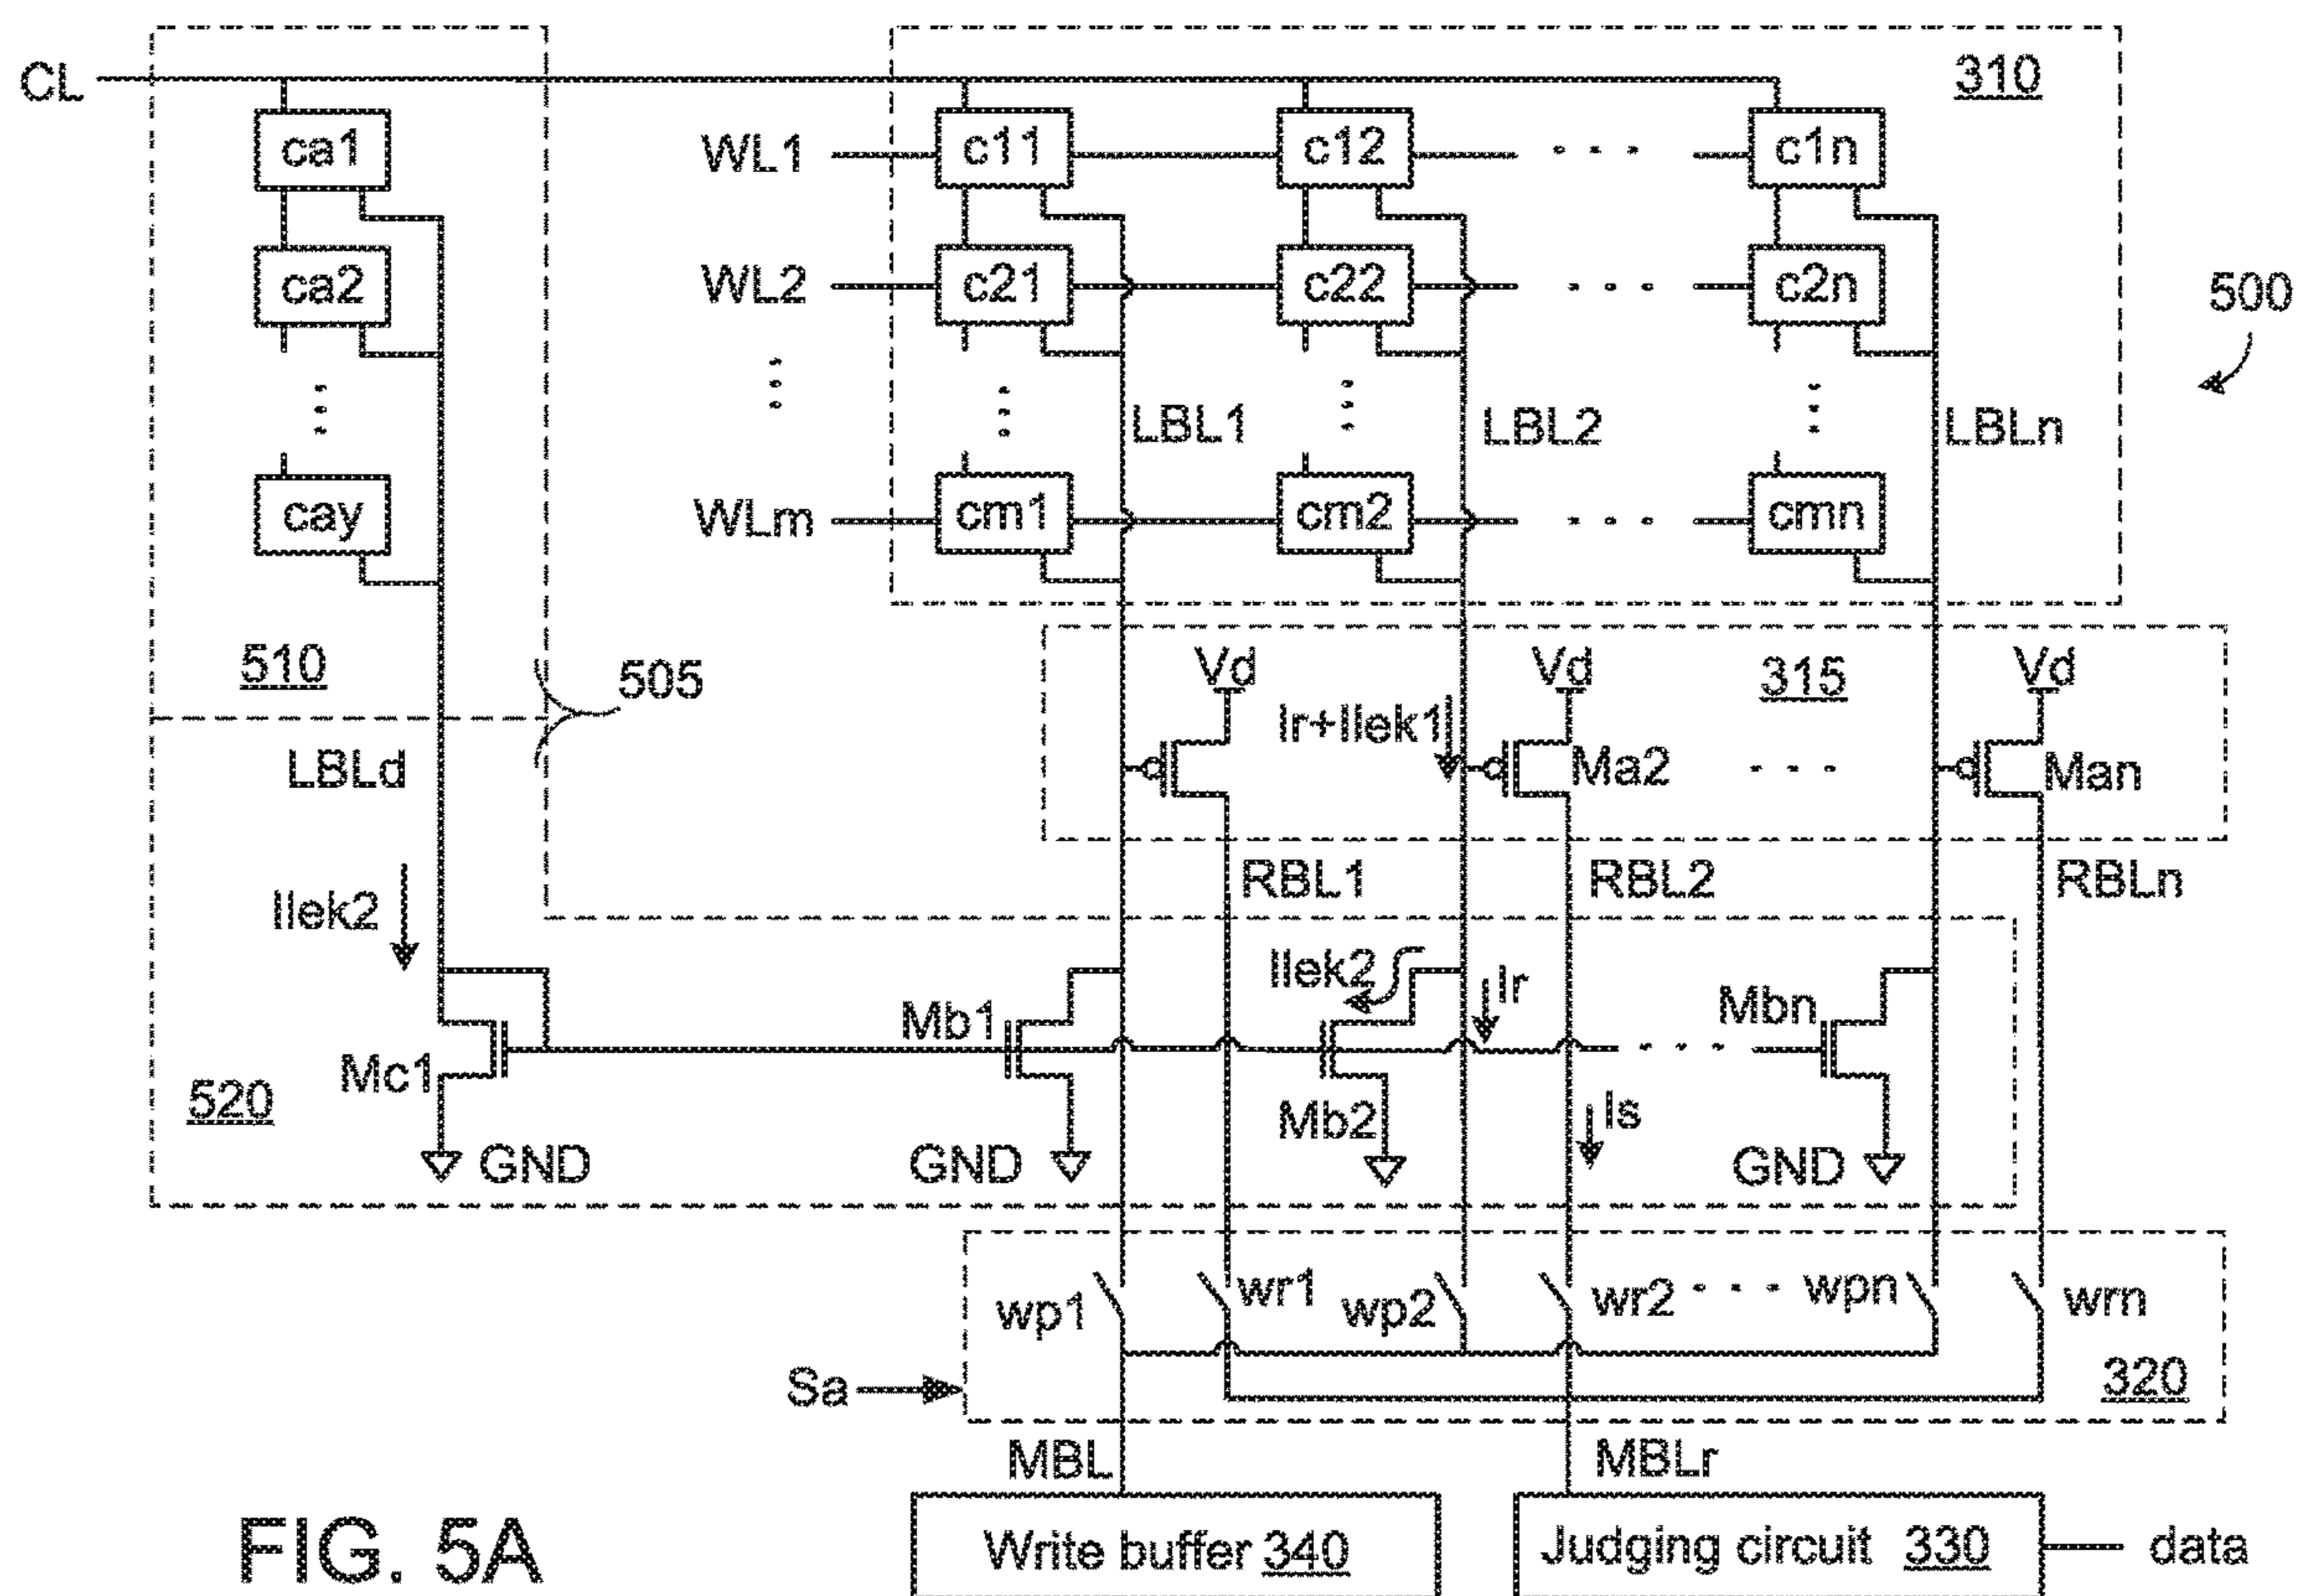 CL
310
ca1
WL1
c11
c12
. . .
c1n
ca2
WL2
c21
c22
. . .
c2n
500
LBL1
LBL2
LBLn
cay
WLm
cm1
cm2
. . .
cmn
510
505
Vd
Vd
315
Vd
Ir+Ilek1
LBLd
Ma2
. . .
Man
Ilek2
RBL1
RBL2
RBLn
Ilek2
Ir
Mb1
Mbn
Mc1
. . .
520
Mb2
Is
GND
GND
GND
wp1
wr1
wp2
wr2
. . .
wpn
wrn
Sa
320
MBL
MBLr
FIG. 5A
Write buffer 340
Judging circuit 330
data